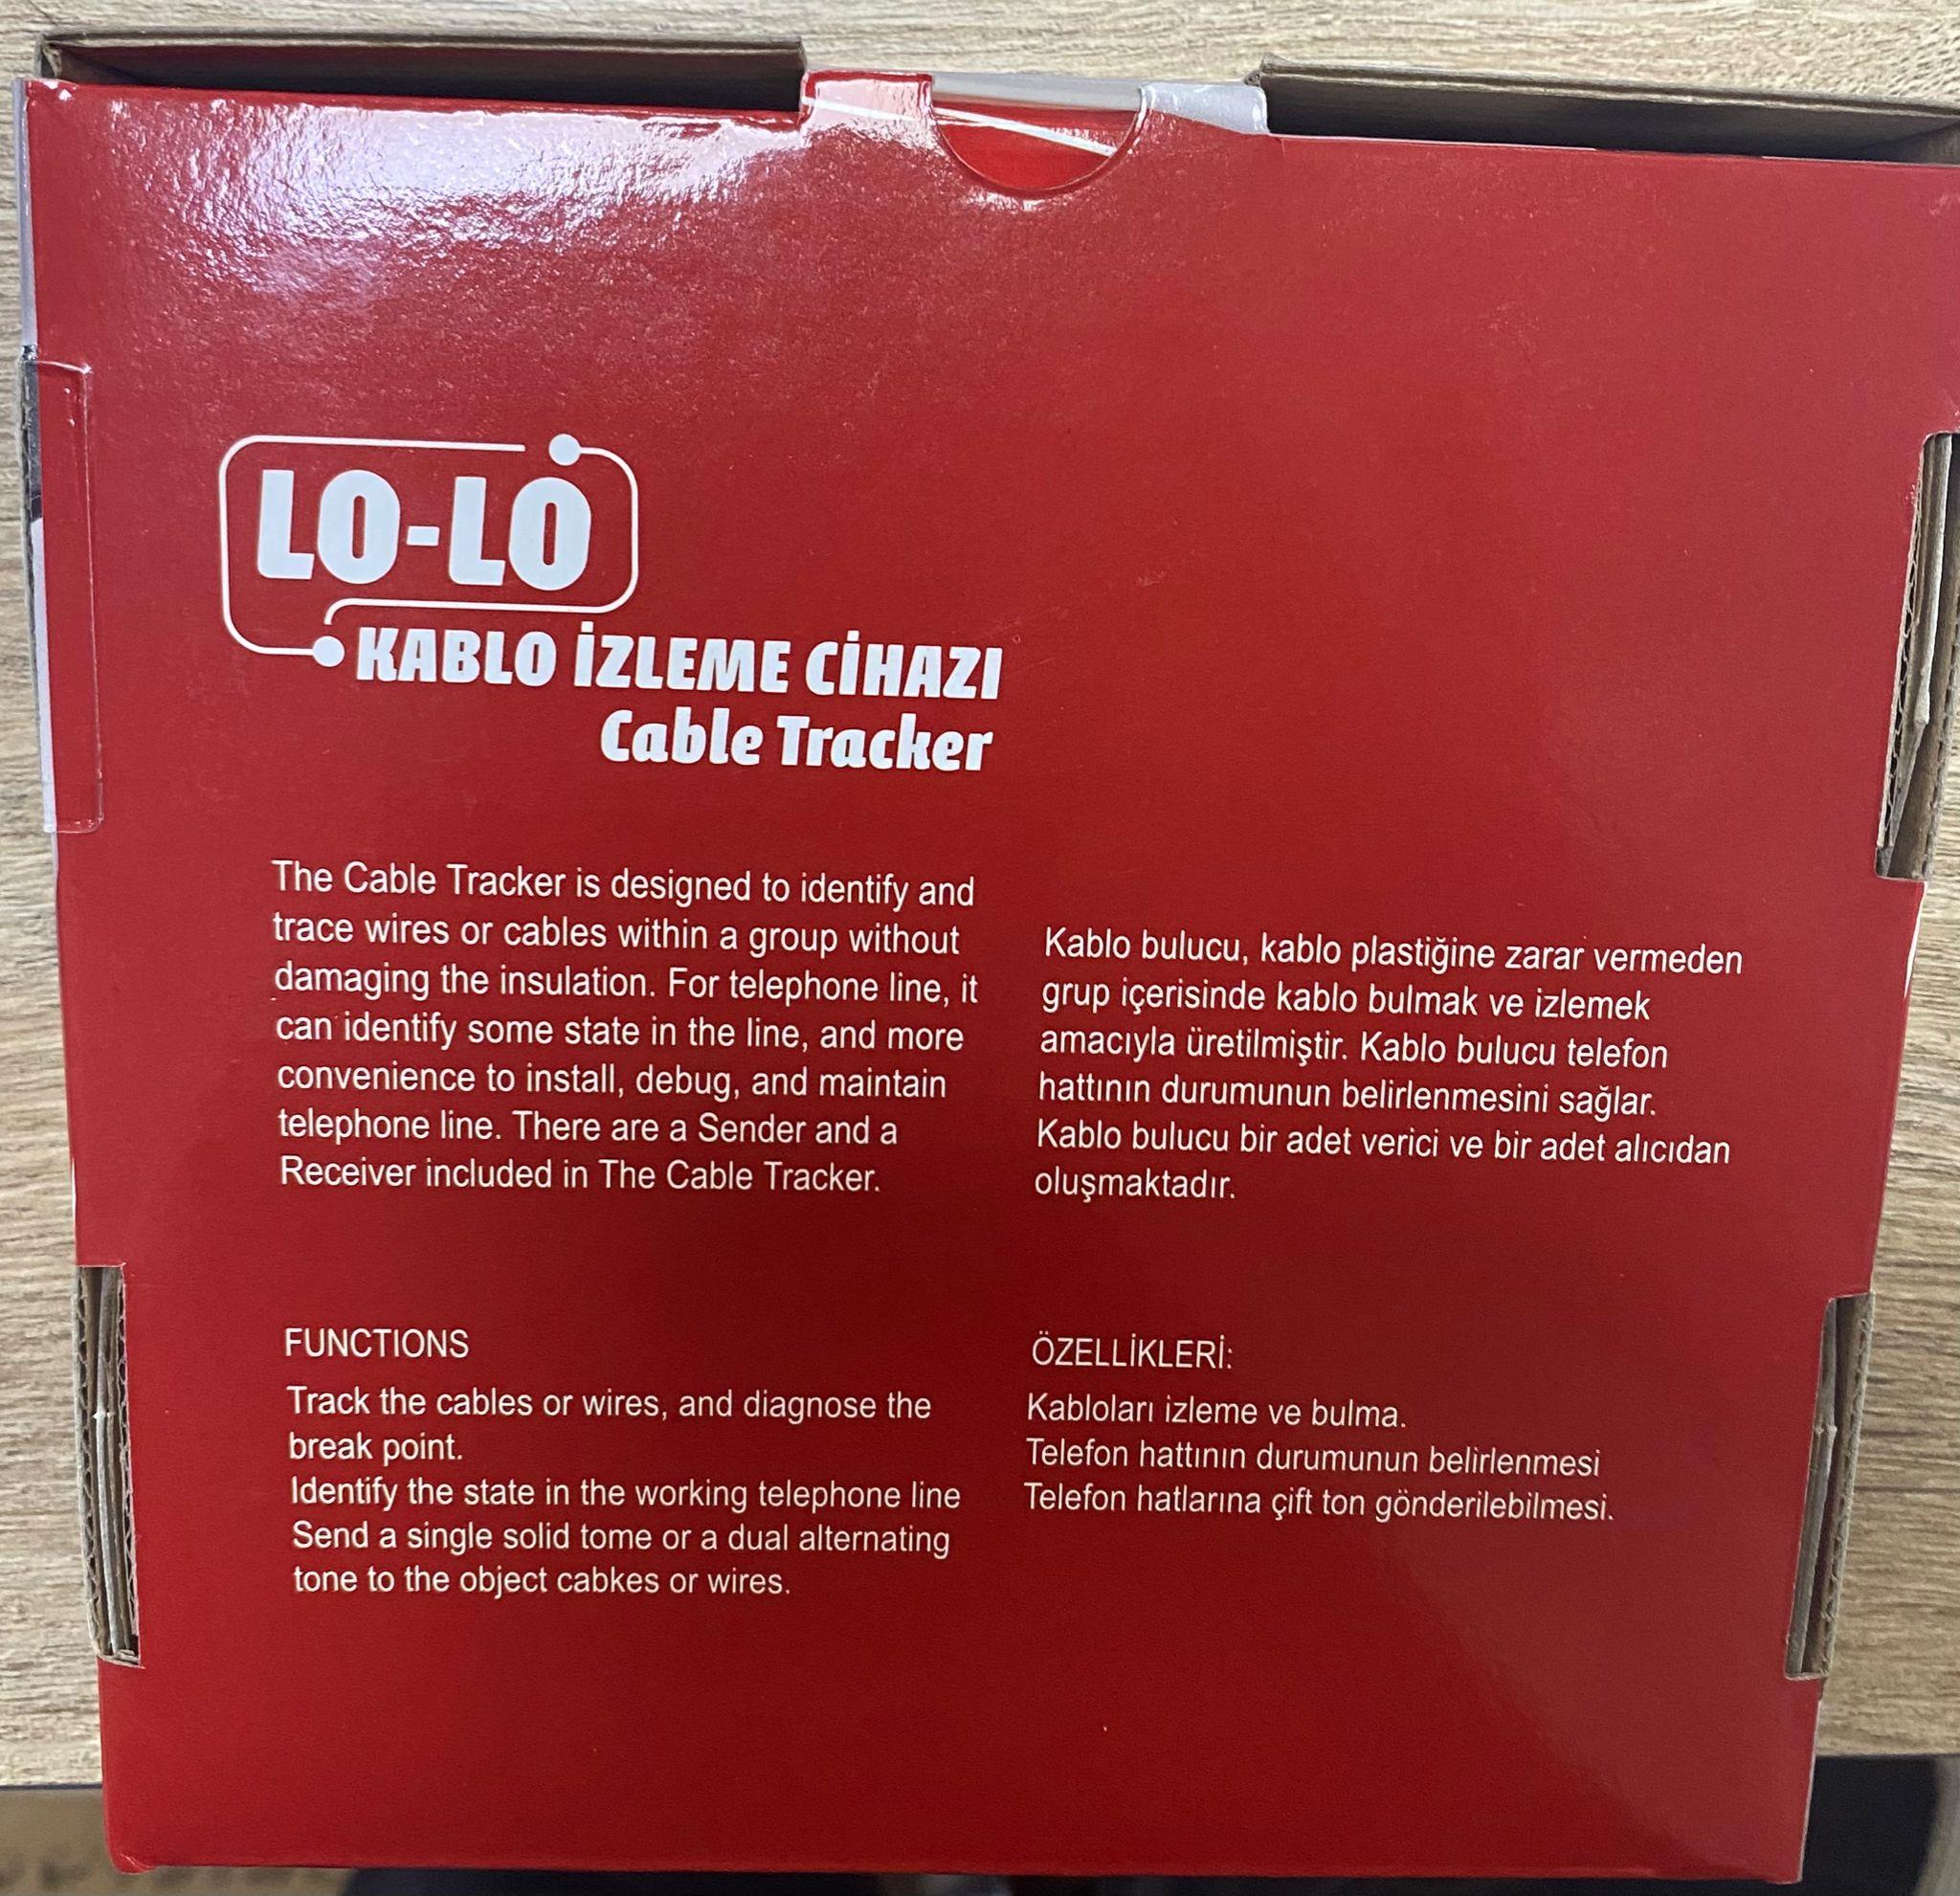 LO-LO
KABLO İZLEME CİHAZI
Cable Tracker
The Cable Tracker is designed to identify and
trace wires or cables within a group without
damaging the insulation. For telephone line, it
can identify some state in the line, and more
convenience to install, debug, and maintain
telephone line. There are a Sender and a
Receiver included in The Cable Tracker.
Kablo bulucu, kablo plastiğine zarar vermeden
grup içerisinde kablo bulmak ve izlemek
amacıyla üretilmiştir. Kablo bulucu telefon
hattının durumunun belirlenmesini sağlar.
Kablo bulucu bir adet verici ve bir adet alıcıdan
oluşmaktadır.
FUNCTIONS
Track the cables or wires, and diagnose the
break point.
Identify the state in the working telephone line
Send a single solid tome or a dual alternating
tone to the object cabkes or wires.
ÖZELLİKLERİ:
Kabloları izleme ve bulma.
Telefon hattının durumunun belirlenmesi
Telefon hatlarına çift ton gönderilebilmesi.